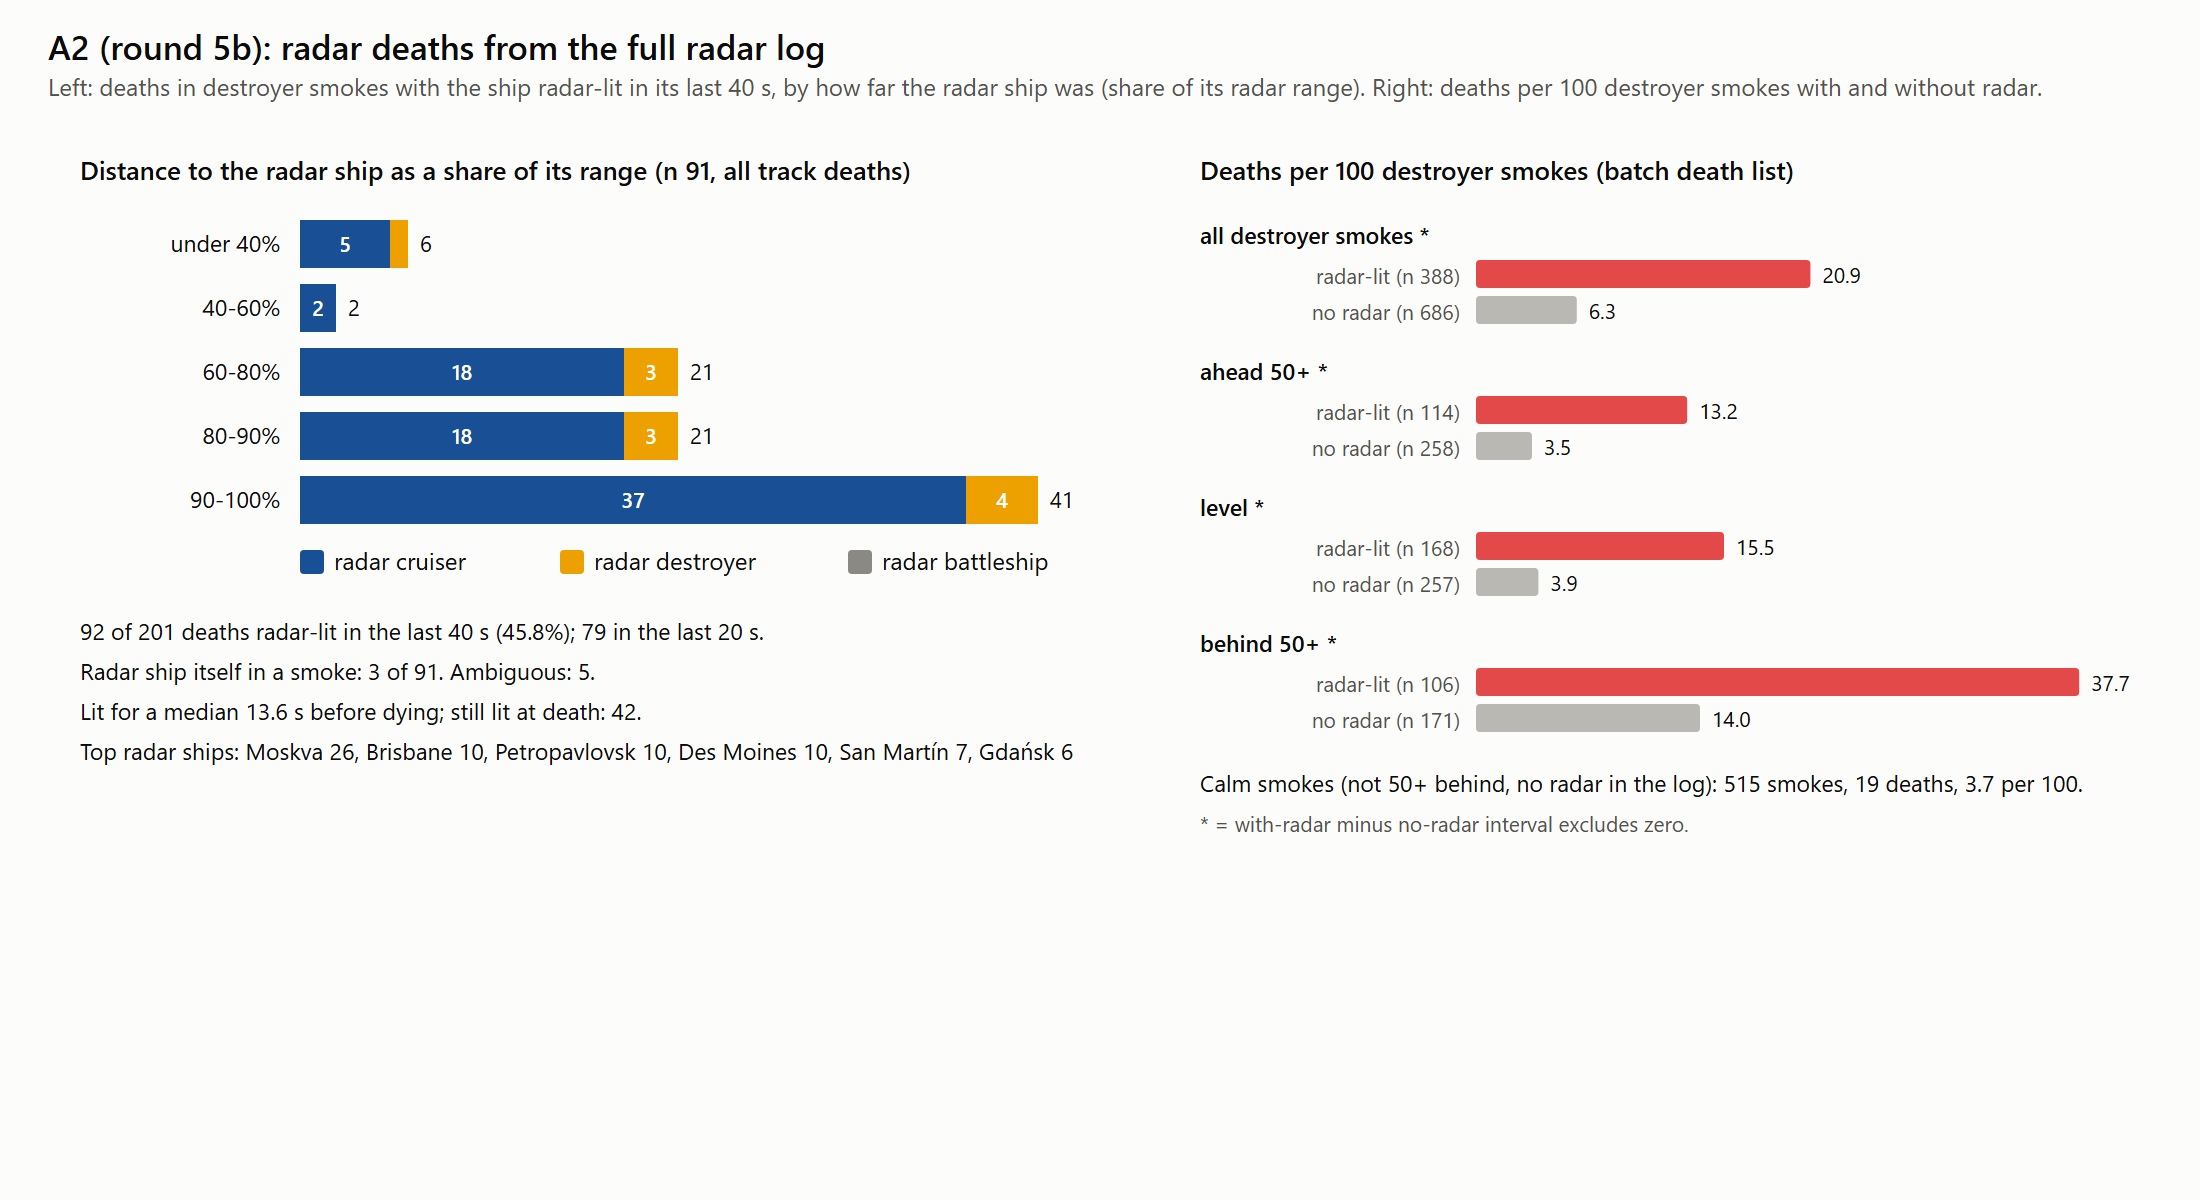 A2 (round 5b): radar deaths from the full radar log
Left: deaths in destroyer smokes with the ship radar-lit in its last 40 s, by how far the radar ship was (share of its radar range). Right: deaths per 100 destroyer smokes with and without radar.
Distance to the radar ship as a share of its range (n 91, all track deaths)
under 40% 5 6
40-60% 2 2
60-80% 18 3 21
80-90% 18 3 21
90-100% 37 4 41
radar cruiser radar destroyer radar battleship
92 of 201 deaths radar-lit in the last 40 s (45.8%); 79 in the last 20 s.
Radar ship itself in a smoke: 3 of 91. Ambiguous: 5.
Lit for a median 13.6 s before dying; still lit at death: 42.
Top radar ships: Moskva 26, Brisbane 10, Petropavlovsk 10, Des Moines 10, San Martín 7, Gdańsk 6
Deaths per 100 destroyer smokes (batch death list)
all destroyer smokes *
radar-lit (n 388) 20.9
no radar (n 686) 6.3
ahead 50+ *
radar-lit (n 114) 13.2
no radar (n 258) 3.5
level *
radar-lit (n 168) 15.5
no radar (n 257) 3.9
behind 50+ *
radar-lit (n 106) 37.7
no radar (n 171) 14.0
Calm smokes (not 50+ behind, no radar in the log): 515 smokes, 19 deaths, 3.7 per 100.
* = with-radar minus no-radar interval excludes zero.